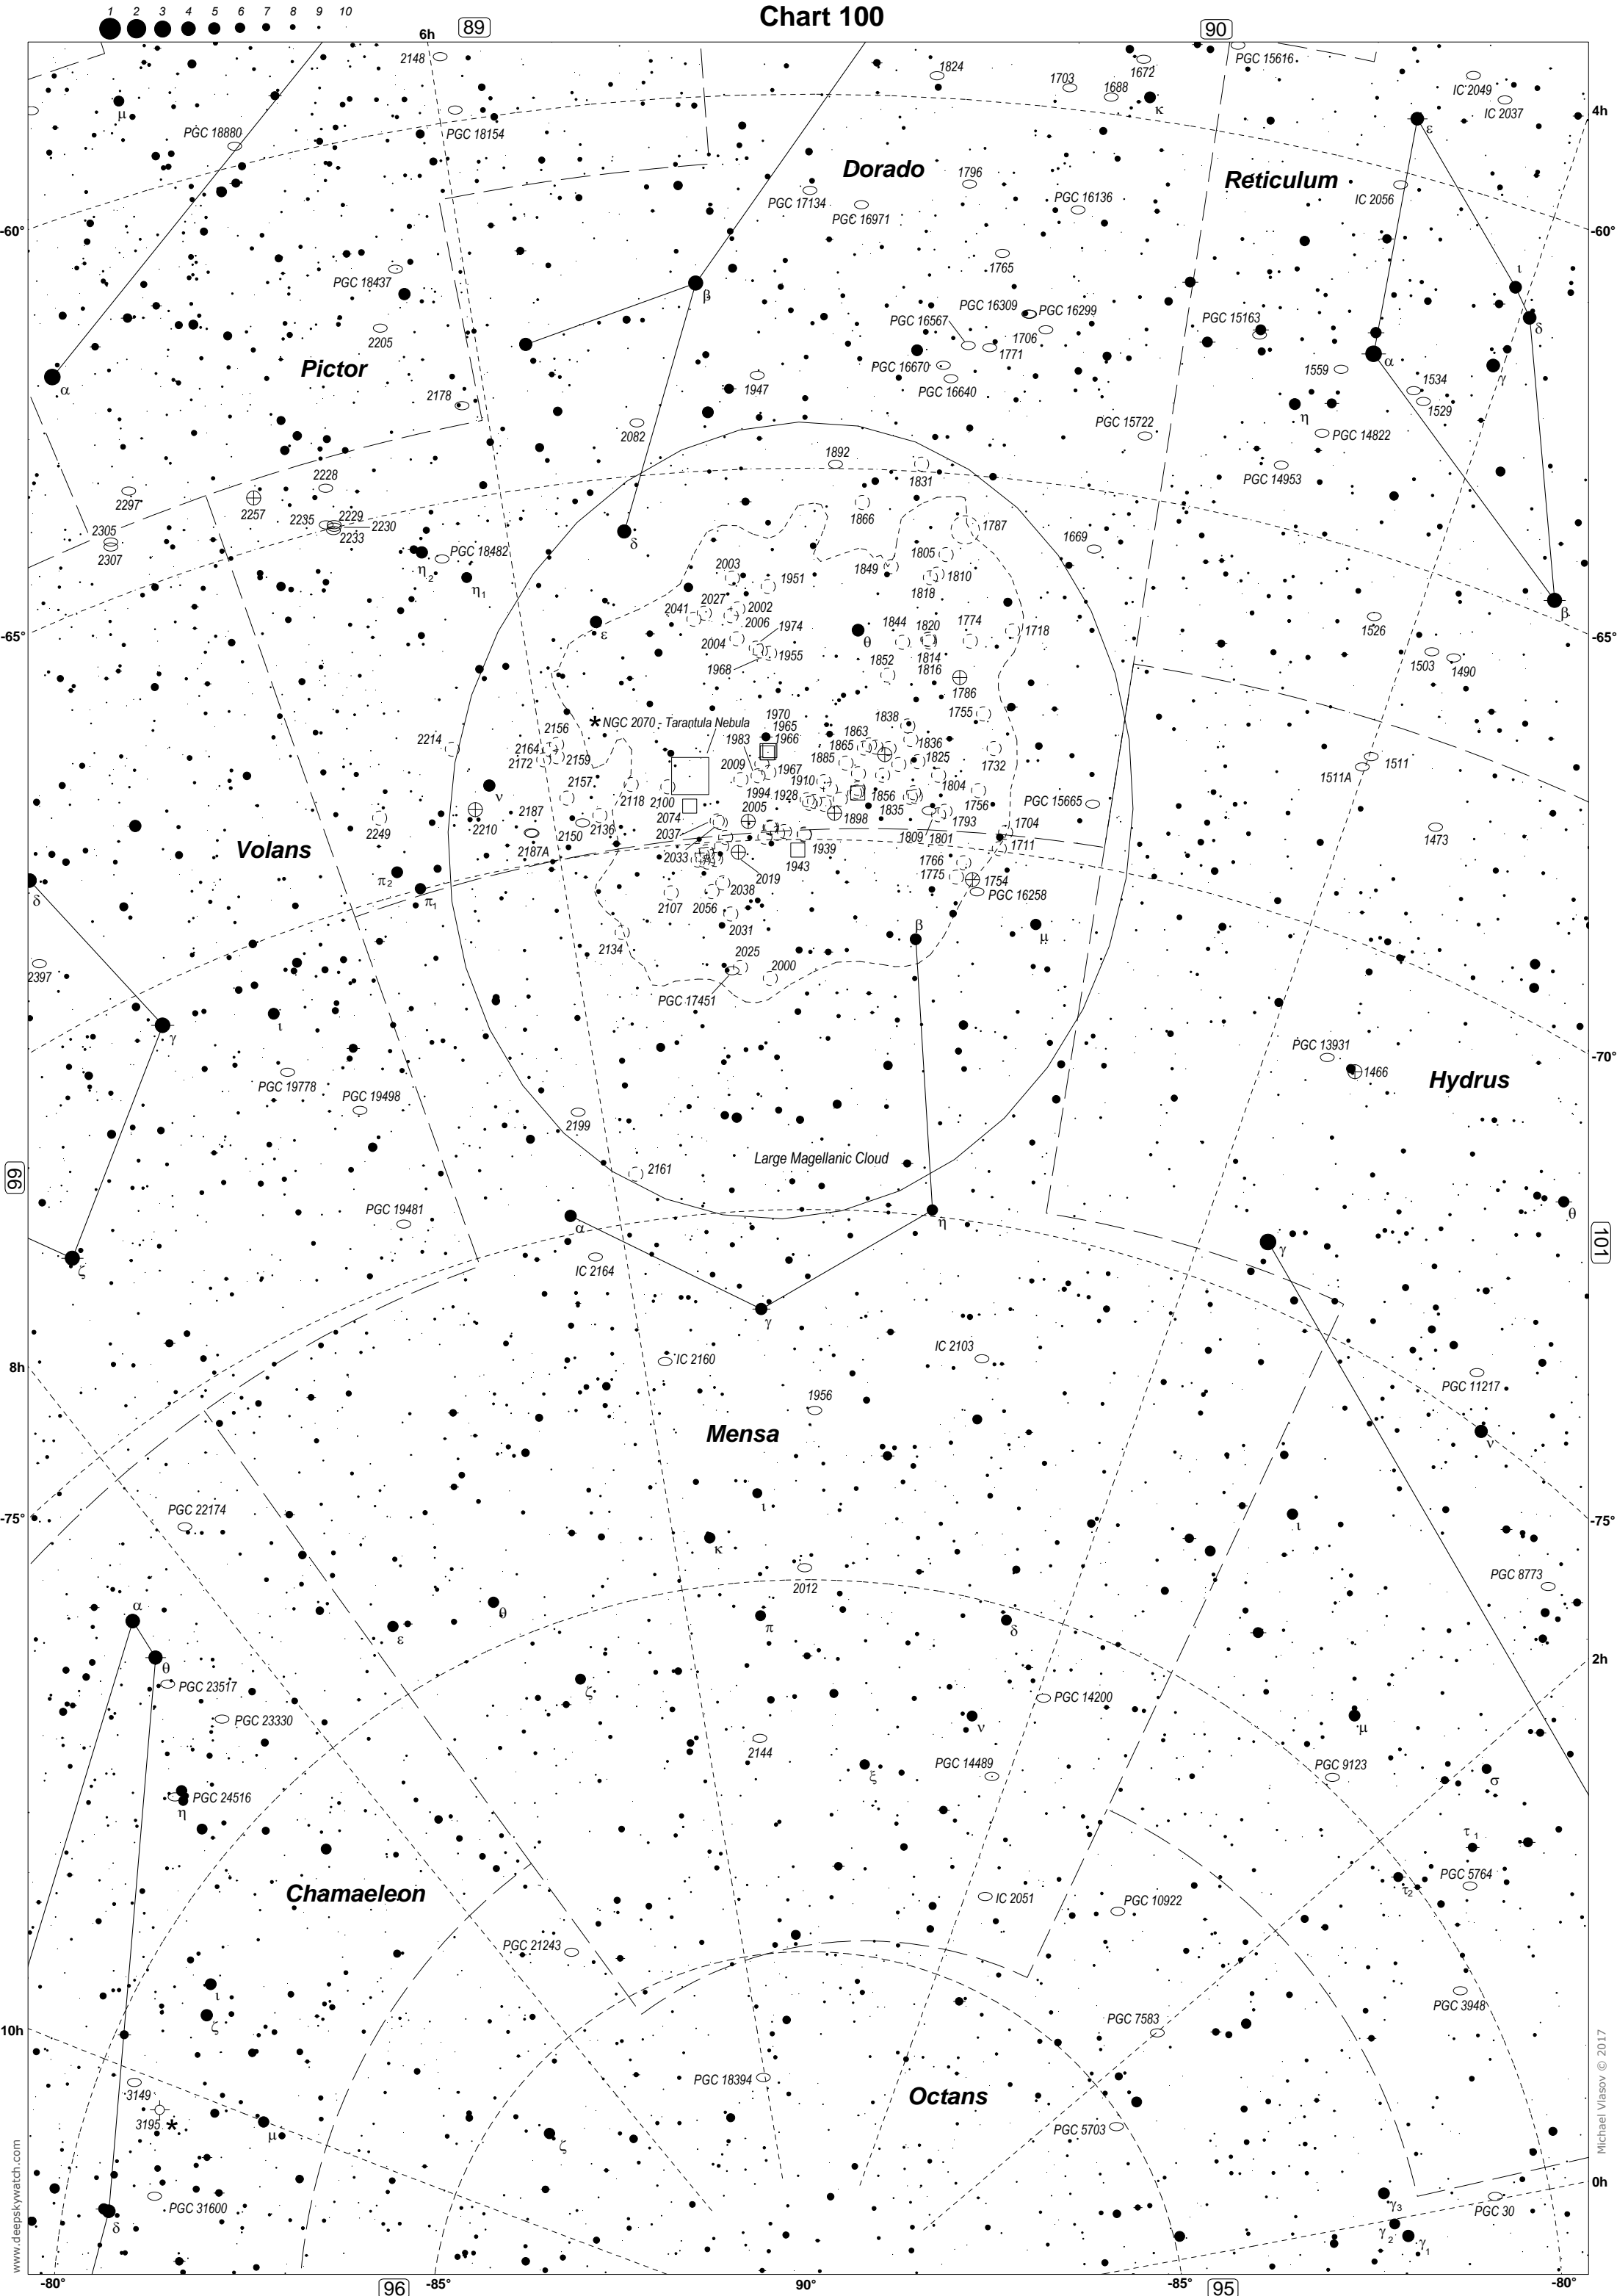 Chart 100
1 2 3 4 5 6 7 8 9 10
6h
89
90
2148
1824
1703
1672
1688
PGC 15616
IC 2049
IC 2037
4h
μ
PGC 18880
PGC 18154
κ
ε
Dorado
Reticulum
1796
PGC 17134
PGC 16971
PGC 16136
IC 2056
-60°
-60°
PGC 18437
1765
β
ι
PGC 16309
PGC 16299
PGC 16567
1706
1771
PGC 15163
δ
2205
Pictor
α
PGC 16670
PGC 16640
1947
α
1559
γ
1534
1529
2178
2082
PGC 15722
η
PGC 14822
1892
1831
PGC 14953
2228
2297
2257
2235
2229
2230
2233
1866
1787
2305
2307
δ
η2
PGC 18482
η1
1805
1849
1810
1818
1669
2003
1951
2027
2041
2002
2006
β
ε
1974
θ
1844
1820
1774
1718
1526
-65°
-65°
2004
1955
1968
1814
1852
1816
1503
1490
1786
NGC 2070 - Tarantula Nebula
1970
1965
1966
1838
1755
2156
2214
2164
2172
2159
1983
1863
1865
1836
1825
1732
1511
1511A
2009
1967
1885
2157
ν
2118
2100
1994
1910
1928
1804
1856
1835
1756
PGC 15665
2187
2210
2249
2074
2005
1898
1793
1704
2150
2136
2037
1809
1801
1711
1473
Volans
2187A
2033
1939
1943
1766
π2
2019
1775
1754
PGC 16258
δ
π1
2107
2038
2056
2031
β
μ
2134
2025
2000
2397
PGC 17451
γ
ι
PGC 13931
1466
-70°
PGC 19778
PGC 19498
Hydrus
2199
Large Magellanic Cloud
2161
99
PGC 19481
α
η
θ
101
IC 2164
ζ
γ
γ
8h
IC 2160
IC 2103
PGC 11217
1956
Mensa
ν
PGC 22174
ι
ι
-75°
-75°
κ
2012
PGC 8773
α
ε
θ
π
δ
θ
PGC 23517
ζ
2h
PGC 14200
PGC 23330
ν
μ
2144
PGC 14489
ξ
PGC 9123
σ
PGC 24516
η
τ1
PGC 5764
τ2
Chamaeleon
IC 2051
PGC 10922
PGC 21243
ι
ζ
PGC 3948
10h
PGC 7583
3149
PGC 18394
Octans
3195
μ
ζ
PGC 5703
PGC 31600
δ
γ3
γ2
γ1
PGC 30
0h
Michael Vlasov © 2017
www.deepskywatch.com
-80°
96
-85°
90°
-85°
95
-80°